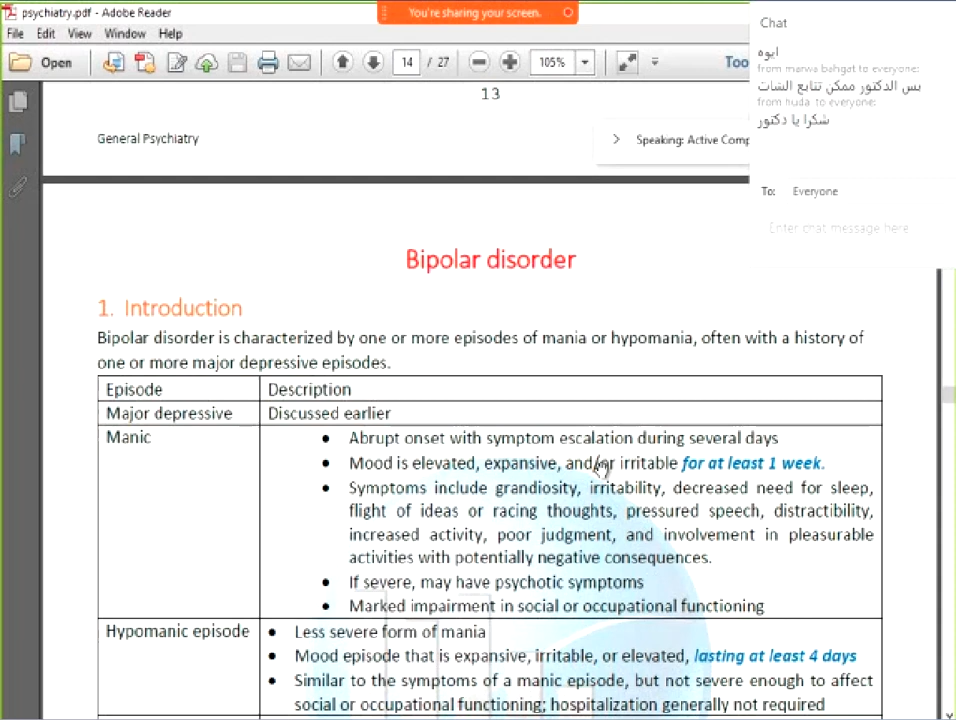 psychiatry.pdf - Adobe Reader
You're sharing your screen.
File Edit View Window Help
Open 14 / 27 105% Too
Chat
ايوه
from marwa bahgat to everyone:
بس الدكتور ممكن تتابع الشات
from huda to everyone:
شكرا يا دكتور
To: Everyone
Enter chat message here
13
General Psychiatry
Speaking: Active Comp
Bipolar disorder
1. Introduction
Bipolar disorder is characterized by one or more episodes of mania or hypomania, often with a history of
one or more major depressive episodes.
Episode Description
Major depressive Discussed earlier
Manic
• Abrupt onset with symptom escalation during several days
• Mood is elevated, expansive, and/or irritable for at least 1 week.
• Symptoms include grandiosity, irritability, decreased need for sleep,
flight of ideas or racing thoughts, pressured speech, distractibility,
increased activity, poor judgment, and involvement in pleasurable
activities with potentially negative consequences.
• If severe, may have psychotic symptoms
• Marked impairment in social or occupational functioning
Hypomanic episode
• Less severe form of mania
• Mood episode that is expansive, irritable, or elevated, lasting at least 4 days
• Similar to the symptoms of a manic episode, but not severe enough to affect
social or occupational functioning; hospitalization generally not required